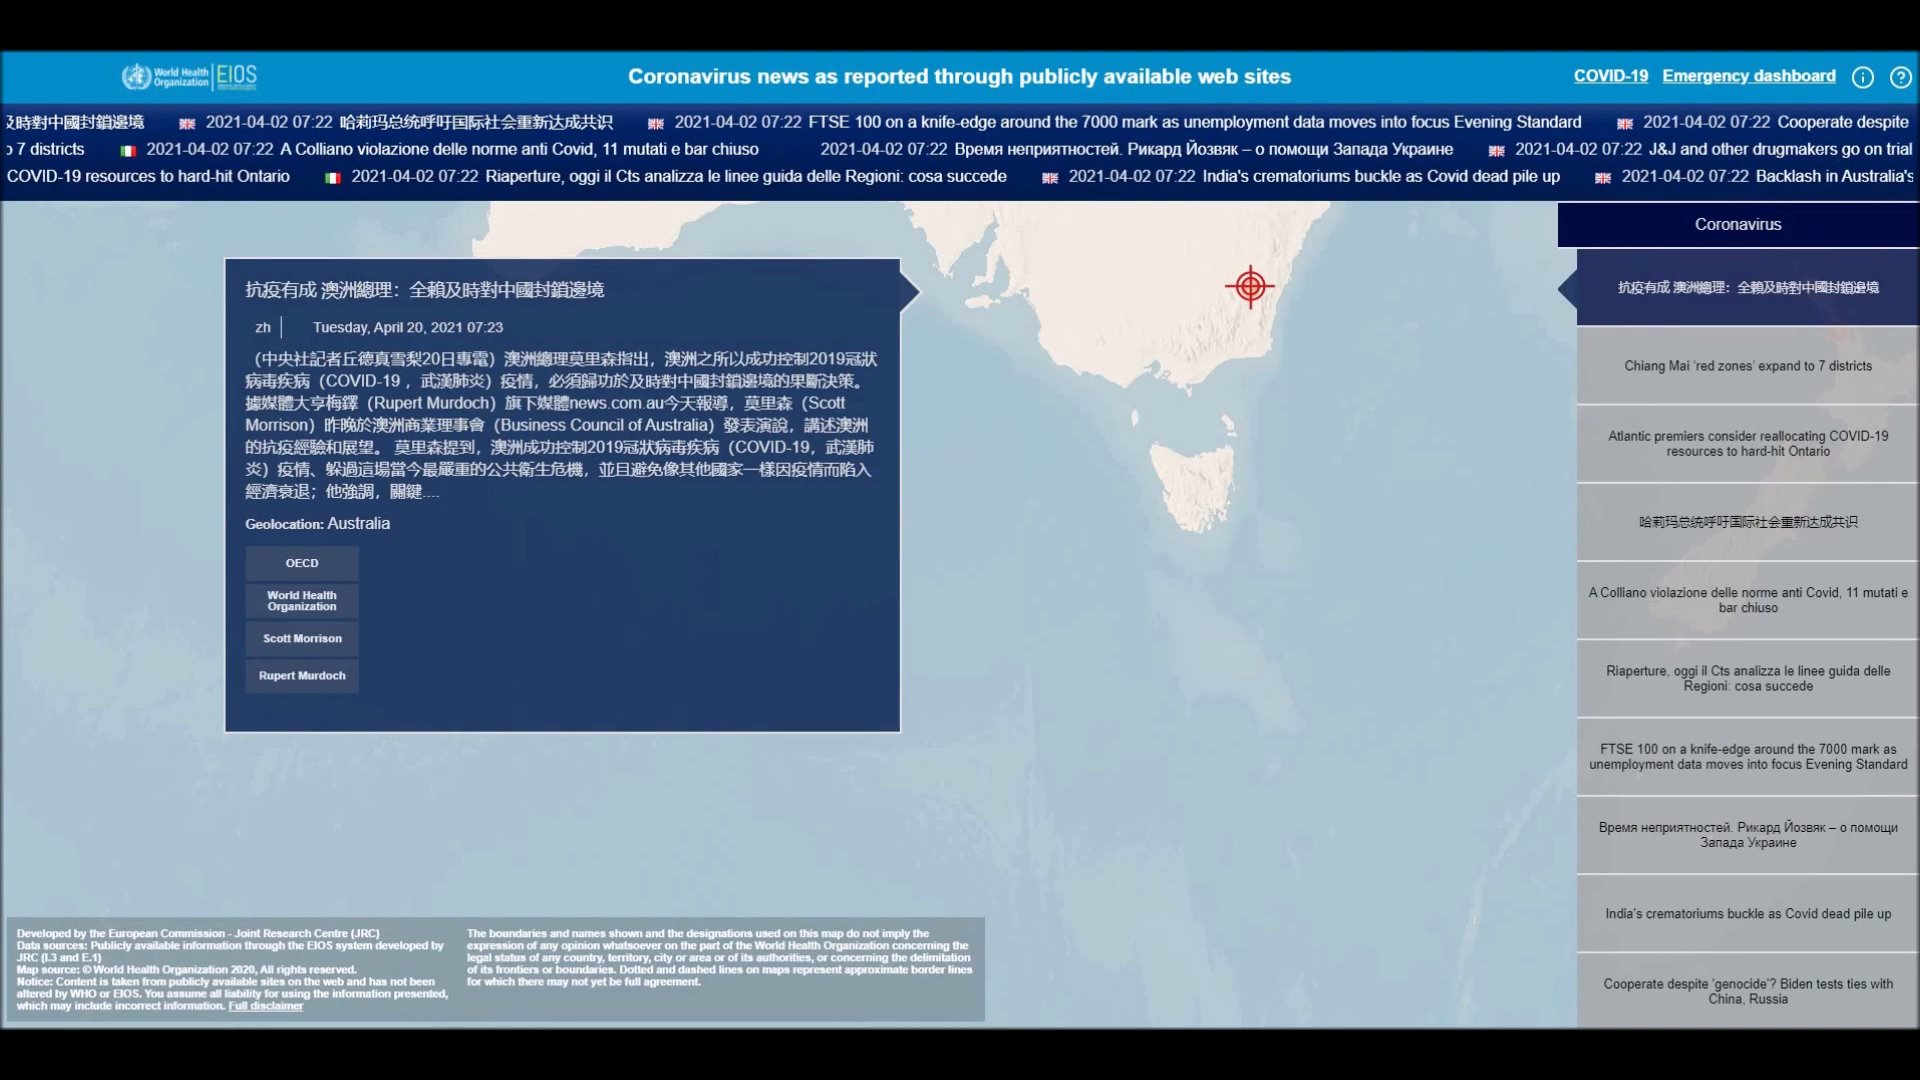 World Health
Organization
EIOS
Coronavirus news as reported through publicly available web sites
COVID-19 Emergency dashboard
及時對中國封鎖邊境 2021-04-02 07:22 哈莉玛总统呼吁国际社会重新达成共识 2021-04-02 07:22 FTSE 100 on a knife-edge around the 7000 mark as unemployment data moves into focus Evening Standard 2021-04-02 07:22 Cooperate despite
o 7 districts 2021-04-02 07:22 A Colliano violazione delle norme anti Covid, 11 mutati e bar chiuso 2021-04-02 07:22 Время неприятностей. Рикард Йозвяк – о помощи Запада Украине 2021-04-02 07:22 J&J and other drugmakers go on trial
COVID-19 resources to hard-hit Ontario 2021-04-02 07:22 Riaperture, oggi il Cts analizza le linee guida delle Regioni: cosa succede 2021-04-02 07:22 India's crematoriums buckle as Covid dead pile up 2021-04-02 07:22 Backlash in Australia's
抗疫有成 澳洲總理：全賴及時對中國封鎖邊境
zh Tuesday, April 20, 2021 07:23
（中央社記者丘德真雪梨20日專電）澳洲總理莫里森指出，澳洲之所以成功控制2019冠狀
病毒疾病（COVID-19 ，武漢肺炎）疫情，必須歸功於及時對中國封鎖邊境的果斷決策。
據媒體大亨梅鐸（Rupert Murdoch）旗下媒體news.com.au今天報導，莫里森（Scott
Morrison）昨晚於澳洲商業理事會（Business Council of Australia）發表演說，講述澳洲
的抗疫經驗和展望。 莫里森提到，澳洲成功控制2019冠狀病毒疾病（COVID-19，武漢肺
炎）疫情、躲過這場當今最嚴重的公共衛生危機，並且避免像其他國家一樣因疫情而陷入
經濟衰退；他強調，關鍵....
Geolocation: Australia
OECD
World Health
Organization
Scott Morrison
Rupert Murdoch
Coronavirus
抗疫有成 澳洲總理：全賴及時對中國封鎖邊境
Chiang Mai 'red zones' expand to 7 districts
Atlantic premiers consider reallocating COVID-19
resources to hard-hit Ontario
哈莉玛总统呼吁国际社会重新达成共识
A Colliano violazione delle norme anti Covid, 11 mutati e
bar chiuso
Riaperture, oggi il Cts analizza le linee guida delle
Regioni: cosa succede
FTSE 100 on a knife-edge around the 7000 mark as
unemployment data moves into focus Evening Standard
Время неприятностей. Рикард Йозвяк – о помощи
Запада Украине
India's crematoriums buckle as Covid dead pile up
Cooperate despite 'genocide'? Biden tests ties with
China, Russia
Developed by the European Commission - Joint Research Centre (JRC)
Data sources: Publicly available information through the EIOS system developed by
JRC (I.3 and E.1)
Map source: © World Health Organization 2020, All rights reserved.
Notice: Content is taken from publicly available sites on the web and has not been
altered by WHO or EIOS. You assume all liability for using the information presented,
which may include incorrect information. Full disclaimer
The boundaries and names shown and the designations used on this map do not imply the
expression of any opinion whatsoever on the part of the World Health Organization concerning the
legal status of any country, territory, city or area or of its authorities, or concerning the delimitation
of its frontiers or boundaries. Dotted and dashed lines on maps represent approximate border lines
for which there may not yet be full agreement.